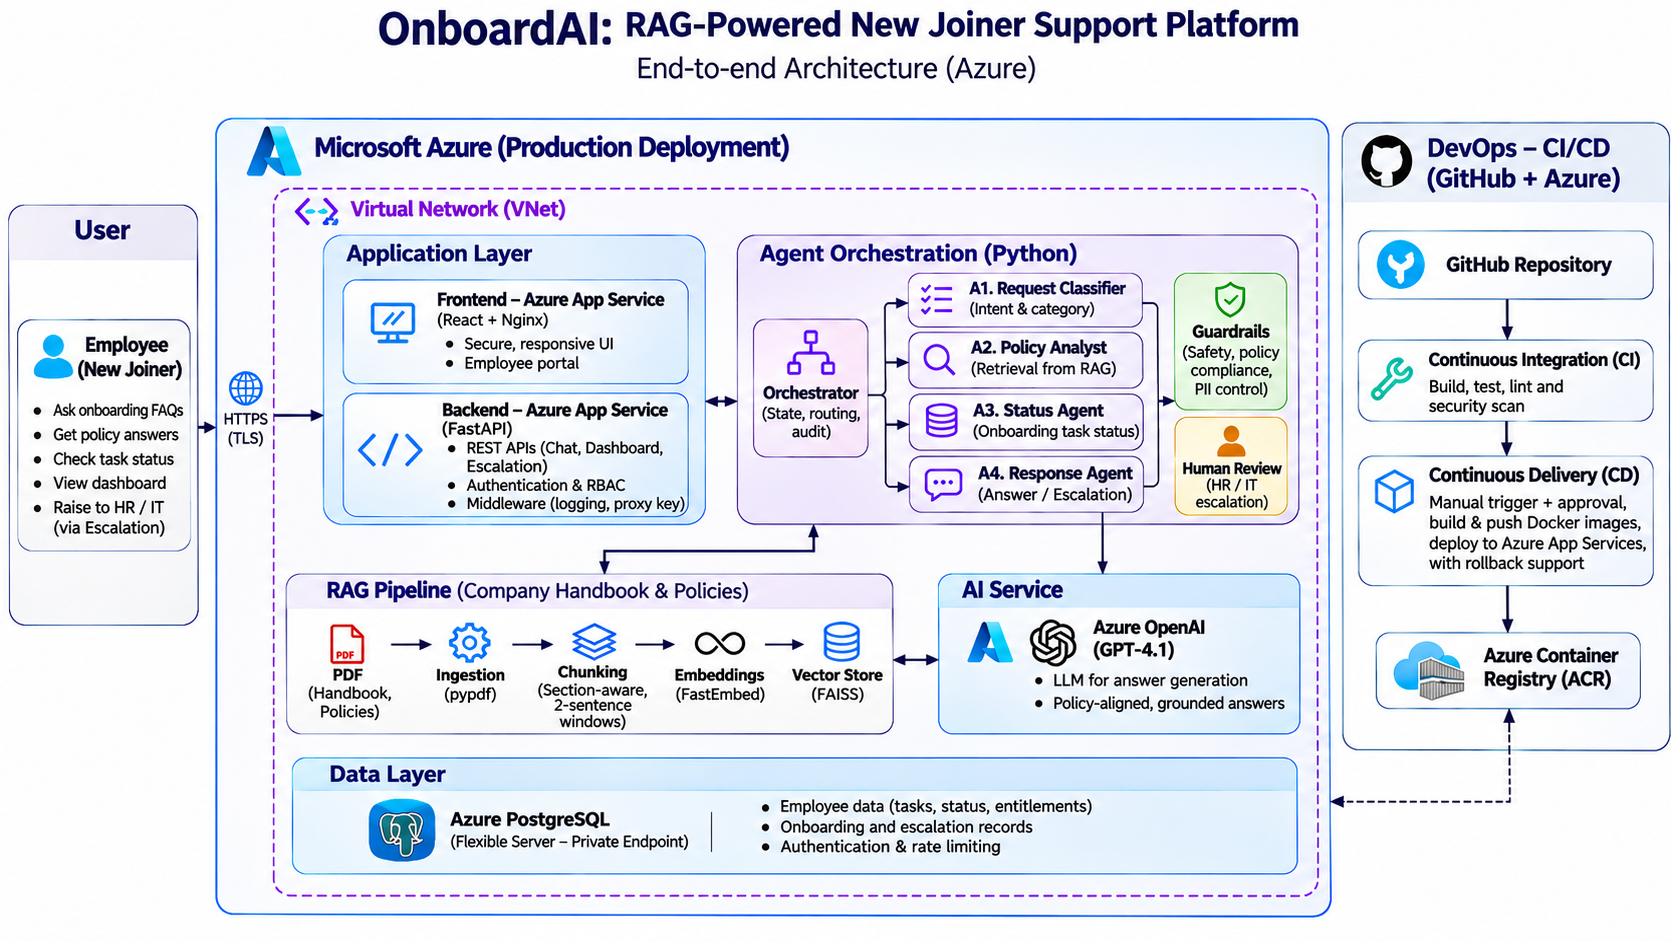 OnboardAI: RAG-Powered New Joiner Support Platform
End-to-end Architecture (Azure)
User
Employee
(New Joiner)
• Ask onboarding FAQs
• Get policy answers
• Check task status
• View dashboard
• Raise to HR / IT
(via Escalation)
HTTPS
(TLS)
Microsoft Azure (Production Deployment)
Virtual Network (VNet)
Application Layer
Frontend – Azure App Service
(React + Nginx)
• Secure, responsive UI
• Employee portal
Backend – Azure App Service
(FastAPI)
• REST APIs (Chat, Dashboard,
Escalation)
• Authentication & RBAC
• Middleware (logging, proxy key)
Agent Orchestration (Python)
Orchestrator
(State, routing,
audit)
A1. Request Classifier
(Intent & category)
A2. Policy Analyst
(Retrieval from RAG)
A3. Status Agent
(Onboarding task status)
A4. Response Agent
(Answer / Escalation)
Guardrails
(Safety, policy
compliance,
PII control)
Human Review
(HR / IT
escalation)
RAG Pipeline (Company Handbook & Policies)
PDF
PDF
(Handbook,
Policies)
Ingestion
(pypdf)
Chunking
(Section-aware,
2-sentence
windows)
Embeddings
(FastEmbed)
Vector Store
(FAISS)
AI Service
Azure OpenAI
(GPT-4.1)
• LLM for answer generation
• Policy-aligned, grounded answers
Data Layer
Azure PostgreSQL
(Flexible Server – Private Endpoint)
• Employee data (tasks, status, entitlements)
• Onboarding and escalation records
• Authentication & rate limiting
DevOps – CI/CD
(GitHub + Azure)
GitHub Repository
Continuous Integration (CI)
Build, test, lint and
security scan
Continuous Delivery (CD)
Manual trigger + approval,
build & push Docker images,
deploy to Azure App Services,
with rollback support
Azure Container
Registry (ACR)